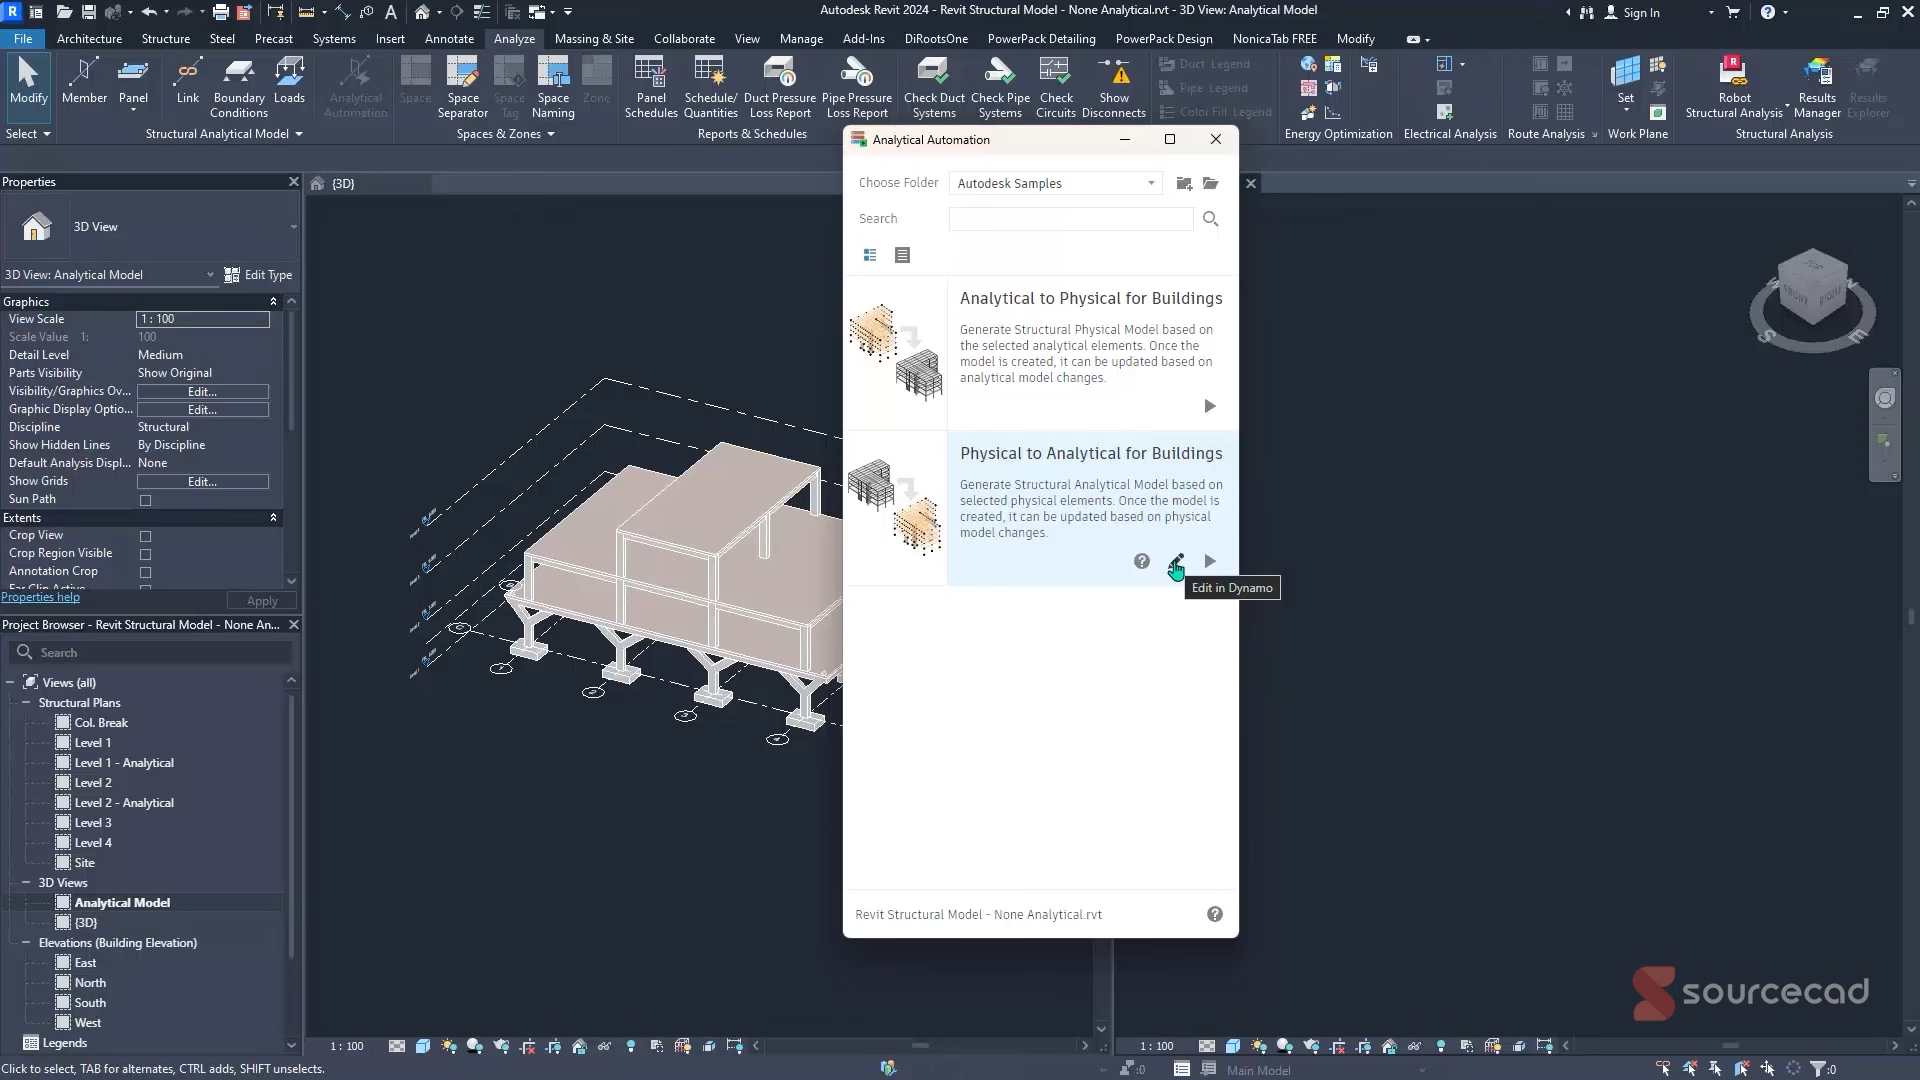 Autodesk Revit 2024 - Revit Structural Model - None Analytical.rvt - 3D View: Analytical Model
Sign In
File Architecture Structure Steel Precast Systems Insert Annotate Analyze Massing & Site Collaborate View Manage Add-Ins DiRootsOne PowerPack Detailing PowerPack Design NonicaTab FREE Modify
Modify
Member
Panel
Link
Boundary
Conditions
Loads
Analytical
Automation
Space
Space
Separator
Space
Tag
Space
Naming
Zone
Panel
Schedules
Schedule/
Quantities
Duct Pressure
Loss Report
Pipe Pressure
Loss Report
Check Duct
Systems
Check Pipe
Systems
Check
Circuits
Show
Disconnects
Duct Legend
Pipe Legend
Color Fill Legend
Set
Robot
Structural Analysis
Results
Manager
Results
Explorer
Select
Structural Analytical Model
Spaces & Zones
Reports & Schedules
Energy Optimization
Electrical Analysis
Route Analysis
Work Plane
Structural Analysis
Properties
3D View
3D View: Analytical Model
Edit Type
Graphics
View Scale 1 : 100
Scale Value 1: 100
Detail Level Medium
Parts Visibility Show Original
Visibility/Graphics Ov... Edit...
Graphic Display Optio... Edit...
Discipline Structural
Show Hidden Lines By Discipline
Default Analysis Displ... None
Show Grids Edit...
Sun Path
Extents
Crop View
Crop Region Visible
Annotation Crop
Far Clip Active
Properties help
Apply
Project Browser - Revit Structural Model - None An...
Search
Views (all)
Structural Plans
Col. Break
Level 1
Level 1 - Analytical
Level 2
Level 2 - Analytical
Level 3
Level 4
Site
3D Views
Analytical Model
{3D}
Elevations (Building Elevation)
East
North
South
West
Legends
{3D}
Analytical Automation
Choose Folder Autodesk Samples
Search
Analytical to Physical for Buildings
Generate Structural Physical Model based on
the selected analytical elements. Once the
model is created, it can be updated based on
analytical model changes.
Physical to Analytical for Buildings
Generate Structural Analytical Model based on
selected physical elements. Once the model is
created, it can be updated based on physical
model changes.
Edit in Dynamo
Revit Structural Model - None Analytical.rvt
TOP
FRONT
S
E
sourcecad
1 : 100
1 : 100
Click to select, TAB for alternates, CTRL adds, SHIFT unselects.
:0
Main Model
:0